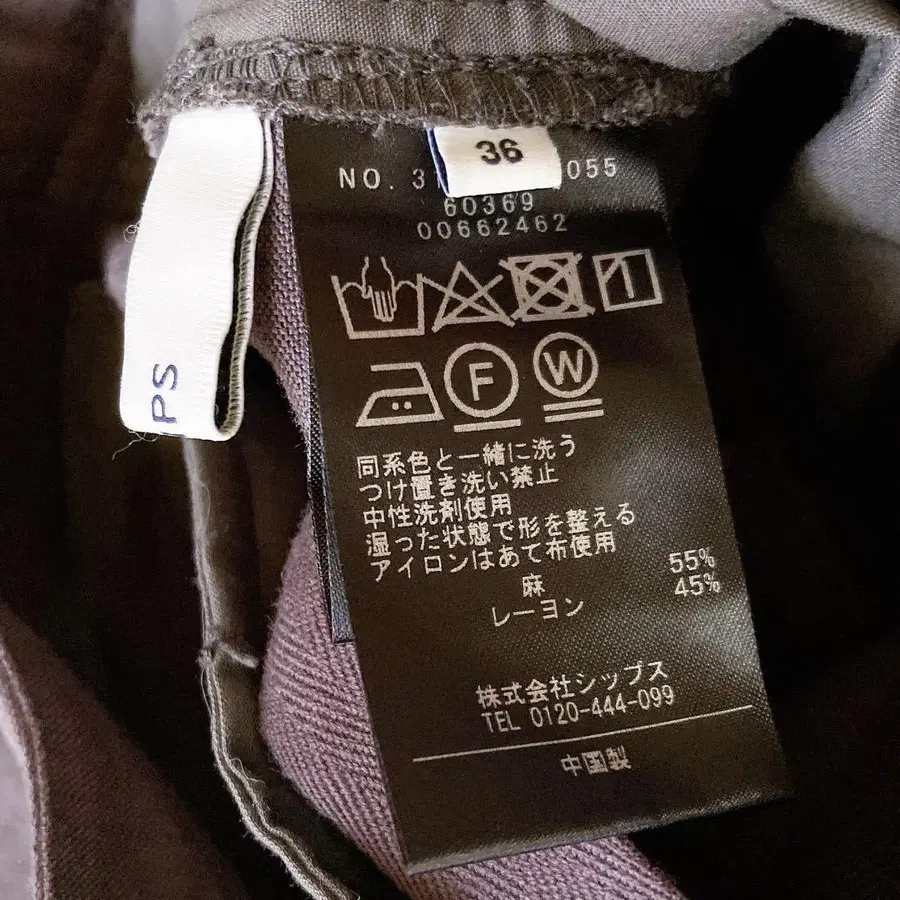 36
NO. 3 055
60369
00662462
F W
同系色と一緒に洗う
つけ置き洗い禁止
中性洗剤使用
湿った状態で形を整える
アイロンはあて布使用
麻 55%
レーヨン 45%
株式会社シップス
TEL 0120-444-099
中国製
PS